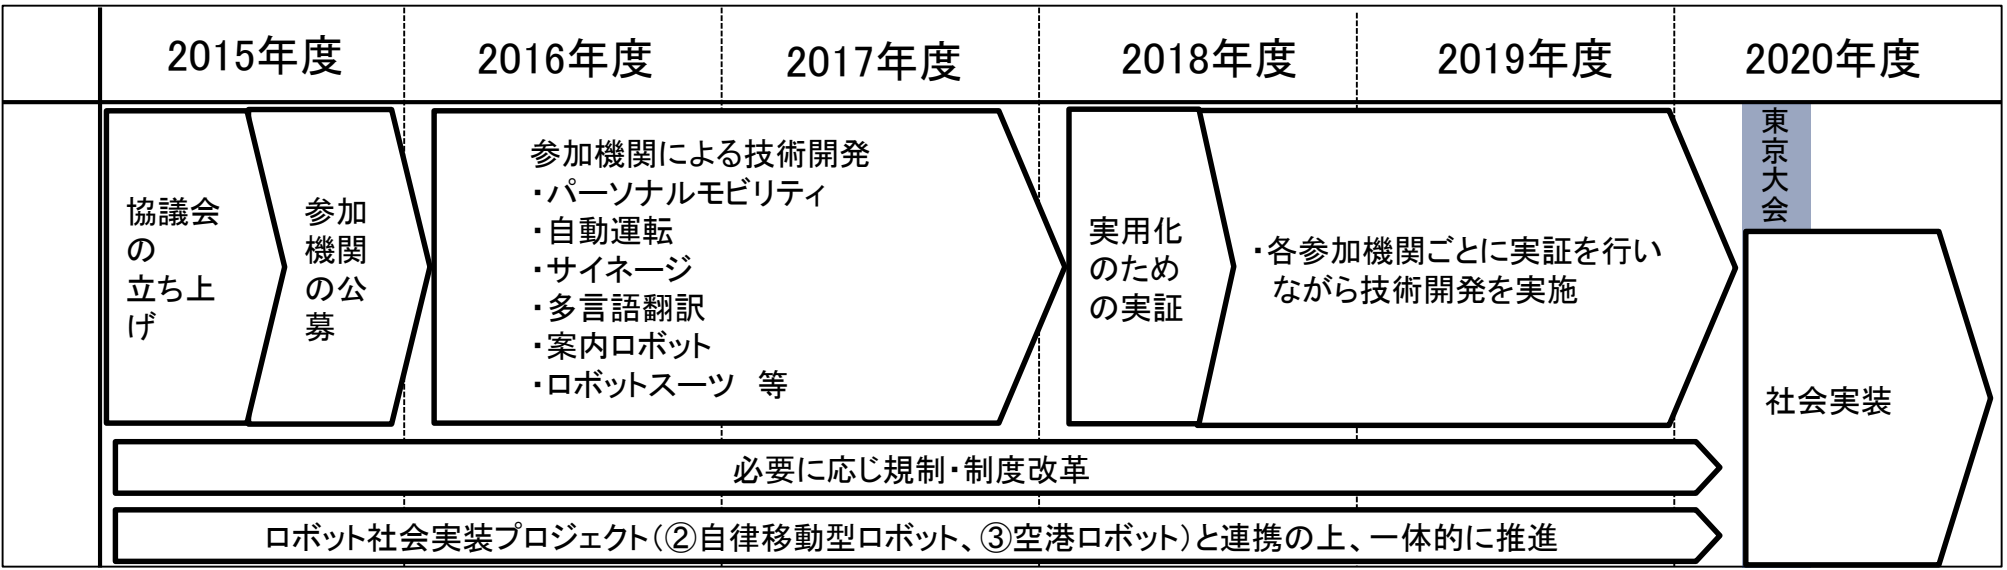 2015年度
2016年度
2017年度
2018年度
2019年度
2020年度
協議会
の
立ち上
げ
参加
機関
の公
募
参加機関による技術開発
・パーソナルモビリティ
・自動運転
・サイネージ
・多言語翻訳
・案内ロボット
・ロボットスーツ　等
実用化
のため
の実証
・各参加機関ごとに実証を行い
ながら技術開発を実施
東
京
大
会
社会実装
必要に応じ規制・制度改革
ロボット社会実装プロジェクト(②自律移動型ロボット、③空港ロボット)と連携の上、一体的に推進